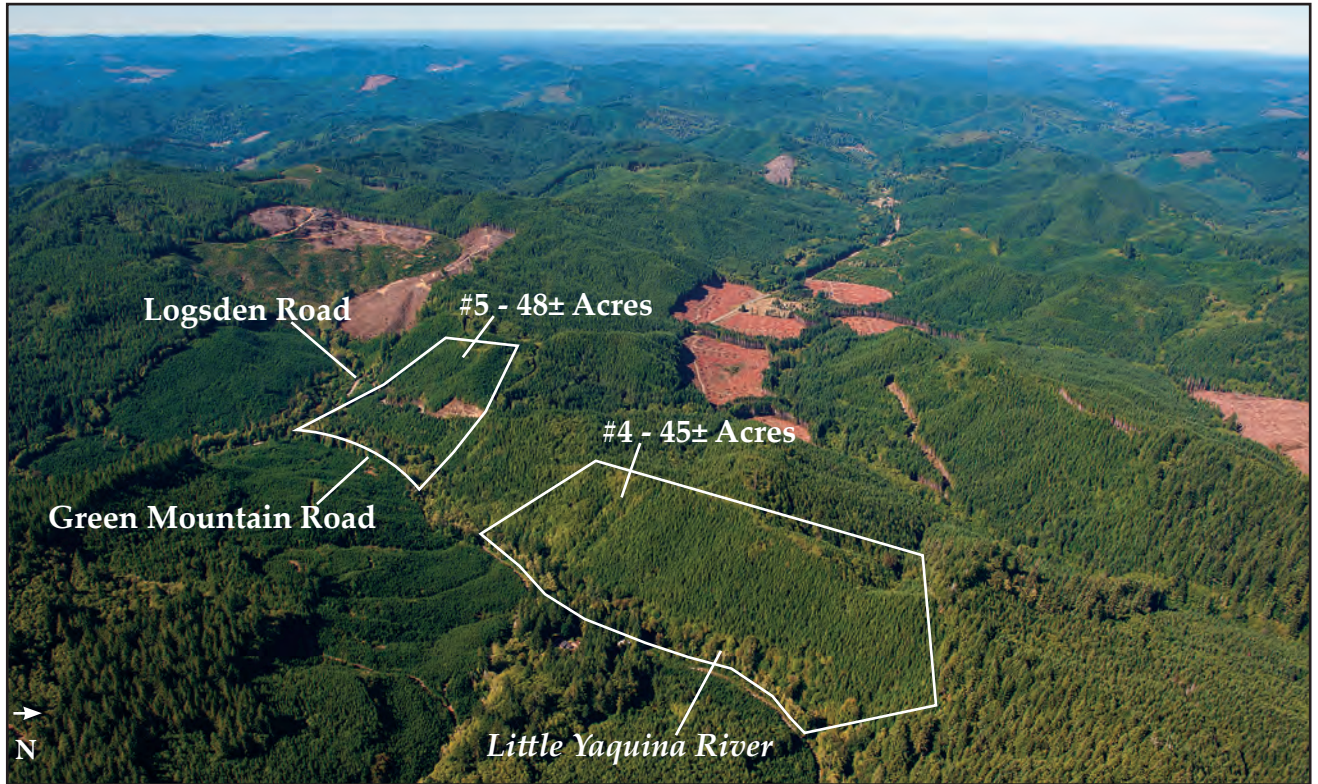 Logsden Road
#5 - 48± Acres
#4 - 45± Acres
Green Mountain Road
Little Yaquina River
N